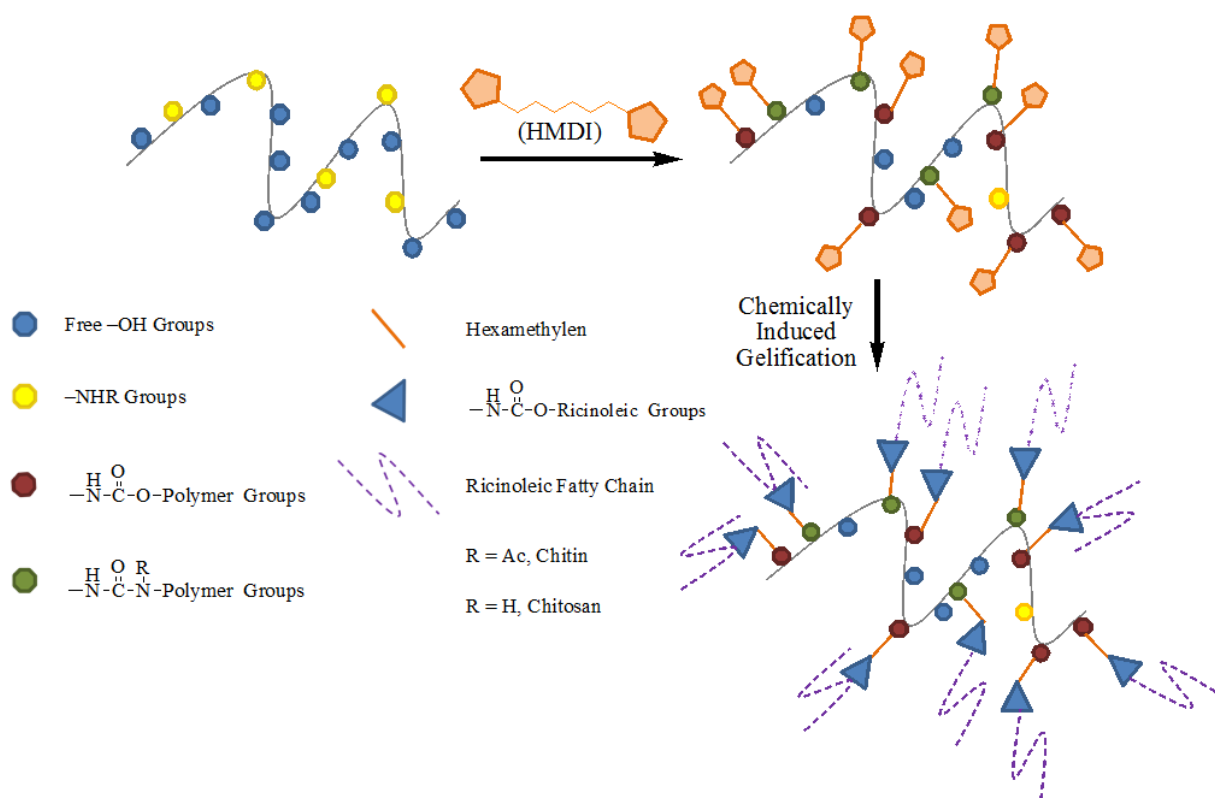 (HMDI)
Chemically
Induced
Gelification
Free –OH Groups
Hexamethylen
–NHR Groups
H O
–N–C–O–Ricinoleic Groups
H O
–N–C–O–Polymer Groups
Ricinoleic Fatty Chain
H O R
–N–C–N–Polymer Groups
R = Ac, Chitin
R = H, Chitosan